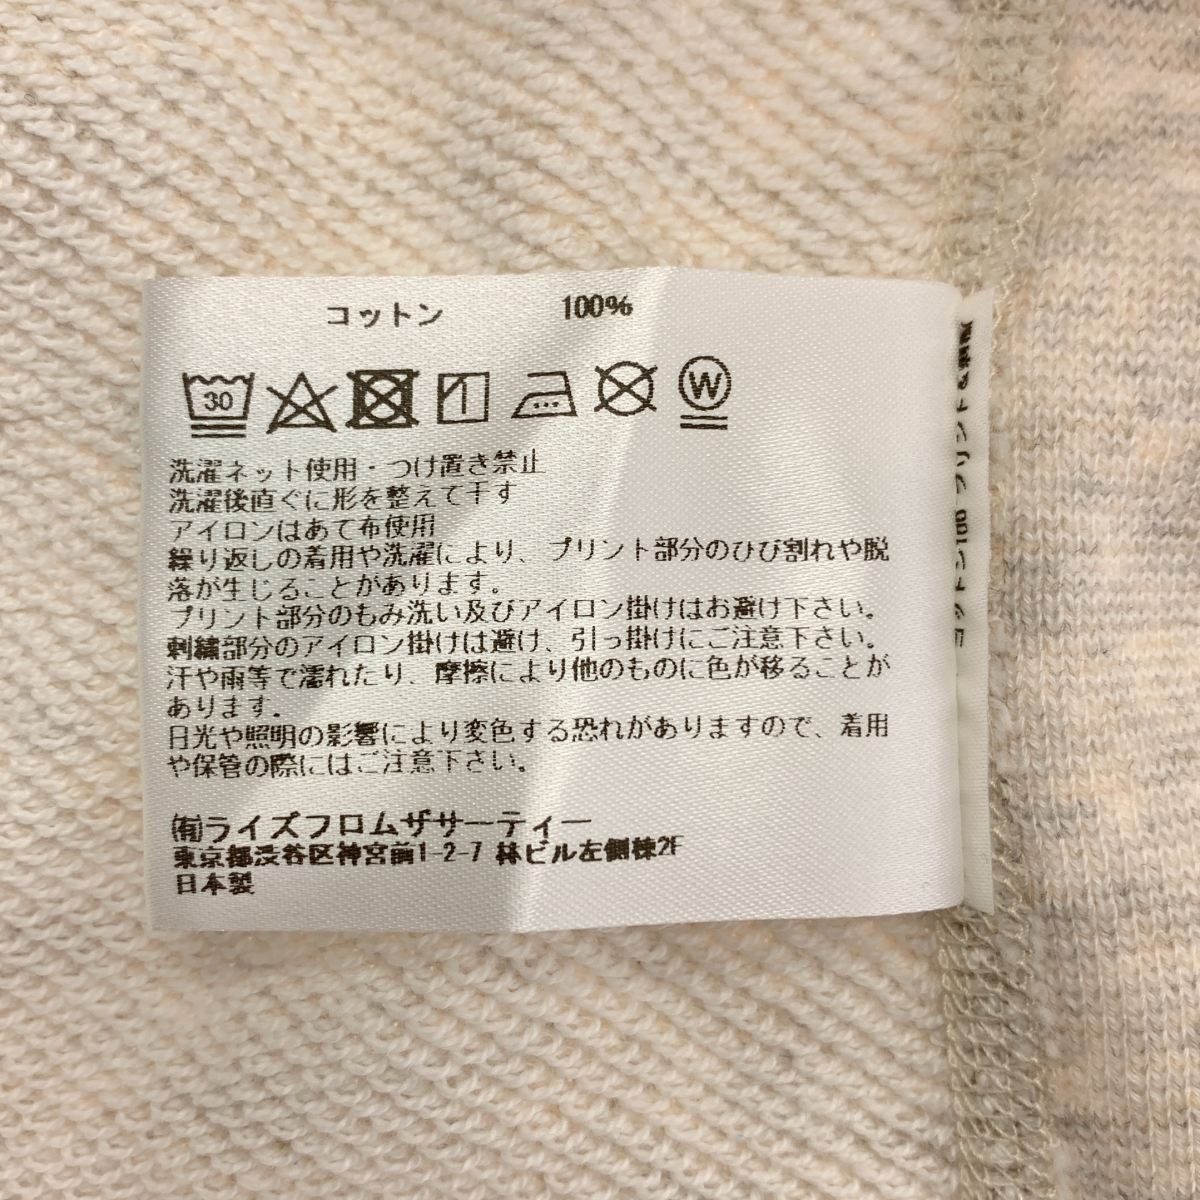 コットン 100%
30 W
洗濯ネット使用・つけ置き禁止
洗濯後直ぐに形を整えて干す
アイロンはあて布使用
繰り返しの着用や洗濯により、プリント部分のひび割れや脱
落が生じることがあります。
プリント部分のもみ洗い及びアイロン掛けはお避け下さい。
刺繍部分のアイロン掛けは避け、引っ掛けにご注意下さい。
汗や雨等で濡れたり、摩擦により他のものに色が移ることが
あります。
日光や照明の影響により変色する恐れがありますので、着用
や保管の際にはご注意下さい。
㈲ライズフロムザサーティー
東京都渋谷区神宮前1-2-7 林ビル左側棟2F
日本製